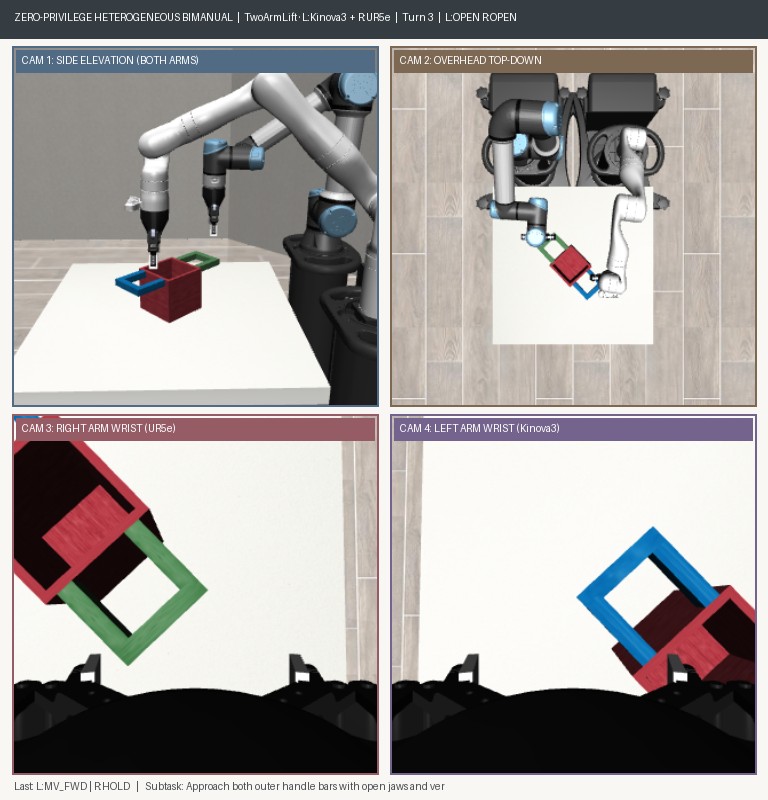 ZERO-PRIVILEGE HETEROGENEOUS BIMANUAL | TwoArmLift · L:Kinova3 + R:UR5e | Turn 3 | L:OPEN R:OPEN
CAM 1: SIDE ELEVATION (BOTH ARMS)
CAM 2: OVERHEAD TOP-DOWN
CAM 3: RIGHT ARM WRIST (UR5e)
CAM 4: LEFT ARM WRIST (Kinova3)
Last: L:MV_FWD | R:HOLD | Subtask: Approach both outer handle bars with open jaws and ver